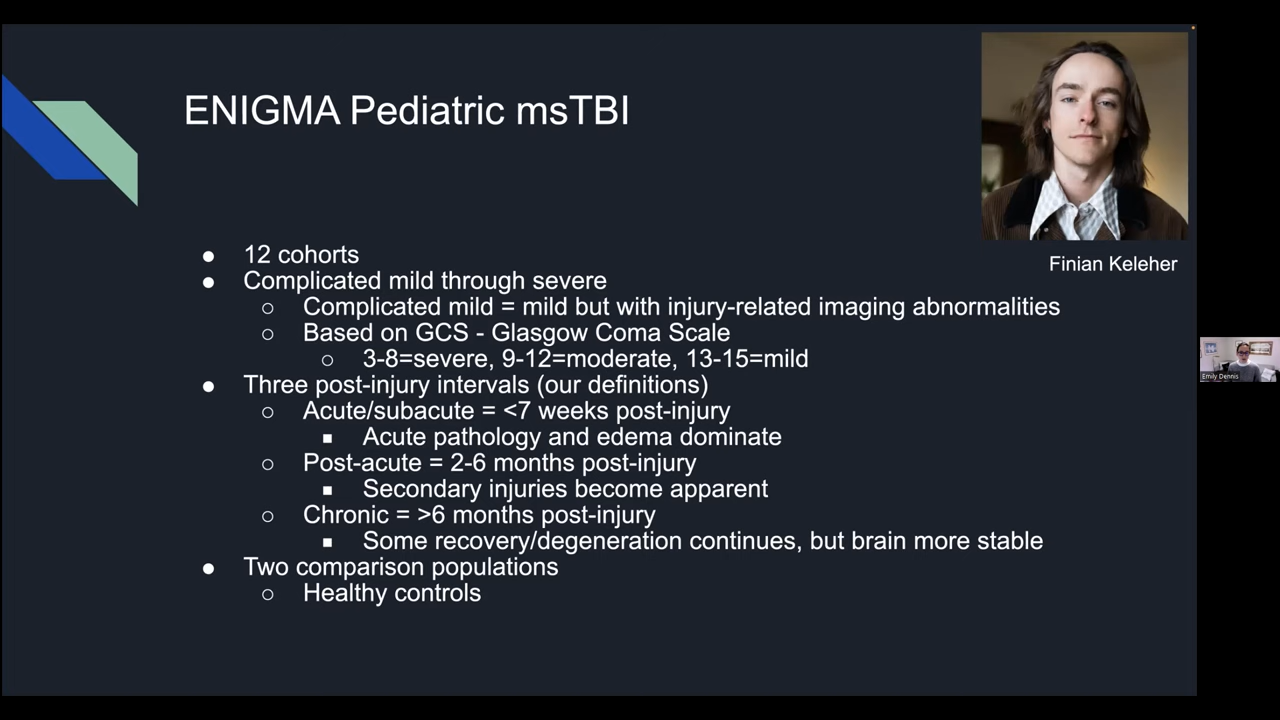 ENIGMA Pediatric msTBI
Finian Keleher
● 12 cohorts
● Complicated mild through severe
○ Complicated mild = mild but with injury-related imaging abnormalities
○ Based on GCS - Glasgow Coma Scale
○ 3-8=severe, 9-12=moderate, 13-15=mild
● Three post-injury intervals (our definitions)
○ Acute/subacute = <7 weeks post-injury
■ Acute pathology and edema dominate
○ Post-acute = 2-6 months post-injury
■ Secondary injuries become apparent
○ Chronic = >6 months post-injury
■ Some recovery/degeneration continues, but brain more stable
● Two comparison populations
○ Healthy controls
Emily Dennis